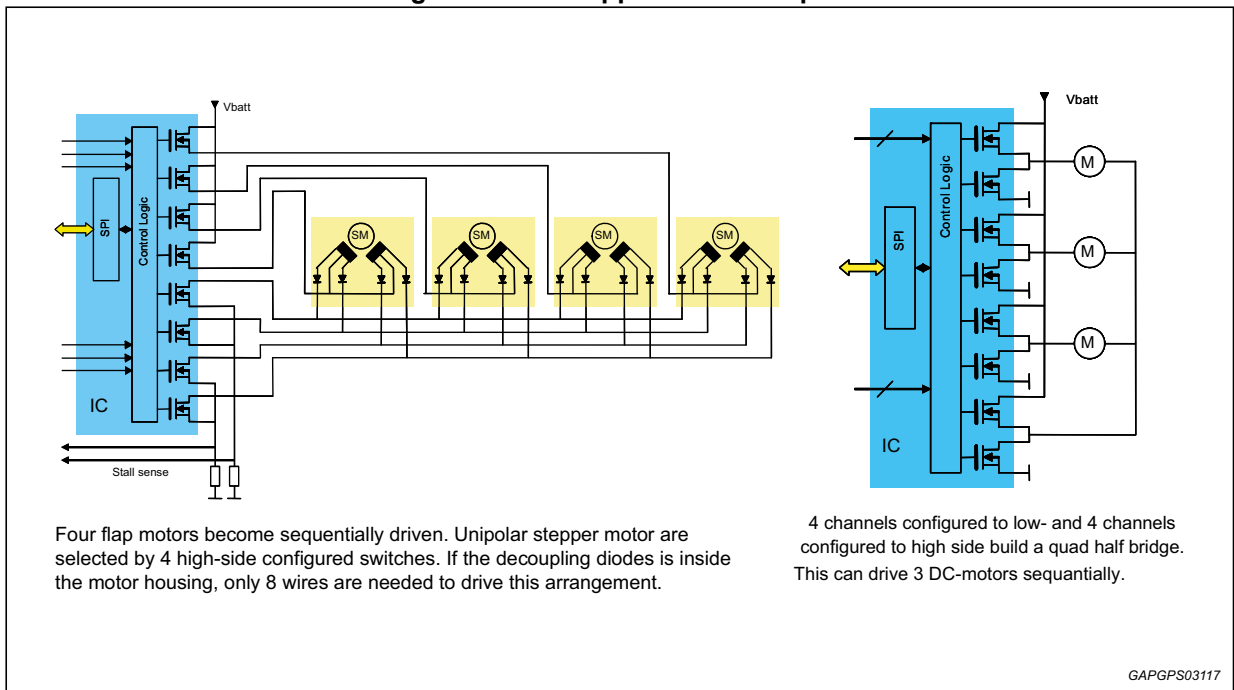 Vbatt
SPI
Control Logic
IC
Stall sense
SM
SM
SM
SM
Four flap motors become sequentially driven. Unipolar stepper motor are
selected by 4 high-side configured switches. If the decoupling diodes is inside
the motor housing, only 8 wires are needed to drive this arrangement.
Vbatt
SPI
Control Logic
IC
M
M
M
4 channels configured to low- and 4 channels
configured to high side build a quad half bridge.
This can drive 3 DC-motors sequantially.
GAPGPS03117